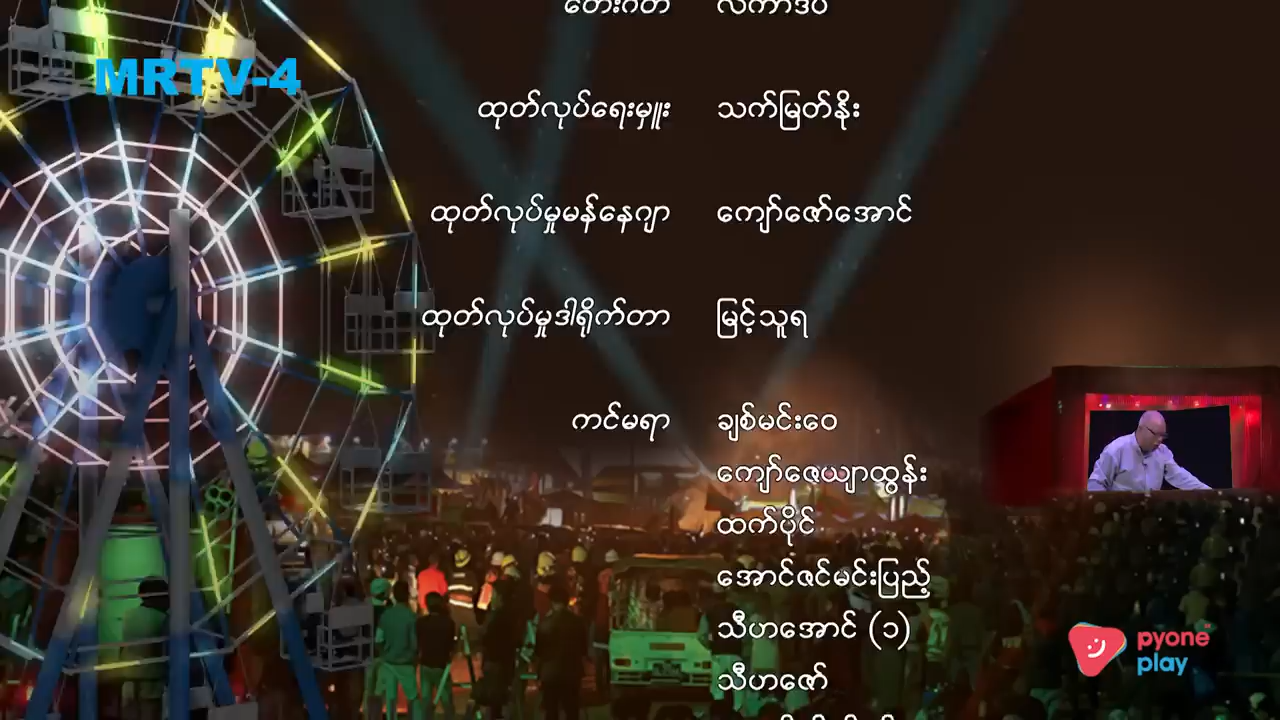 MRTV-4
ထုတ်လုပ်ရေးမှူး သက်မြတ်နိုး
ထုတ်လုပ်မှုမန်နေဂျာ ကျော်ဇော်အောင်
ထုတ်လုပ်မှုဒါရိုက်တာ မြင့်သူရ
ကင်မရာ ချစ်မင်းဝေ
ကျော်ဇေယျာထွန်း
ထက်ပိုင်
အောင်ဇင်မင်းပြည့်
သီဟအောင် (၁)
သီဟဇော်
pyone
play